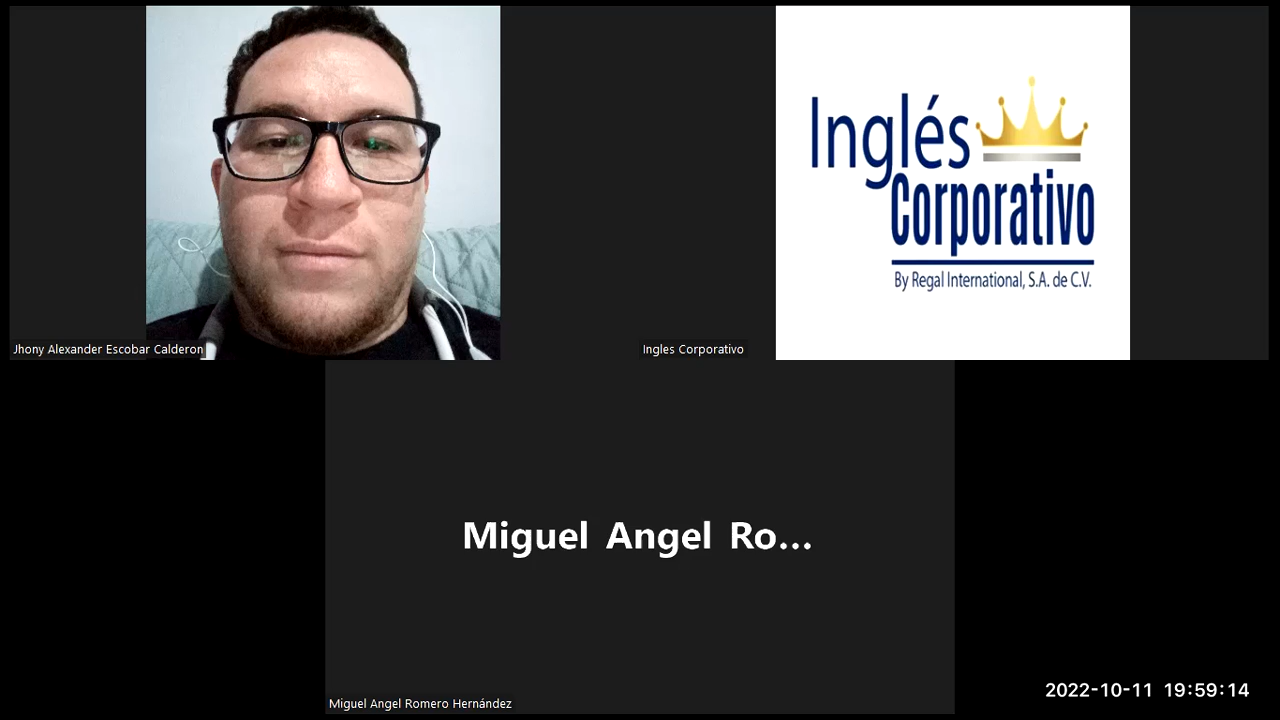 Inglés
Corporativo
By Regal International, S.A. de C.V.
Jhony Alexander Escobar Calderon
Ingles Corporativo
Miguel Angel Ro...
Miguel Angel Romero Hernández
2022-10-11 19:59:14